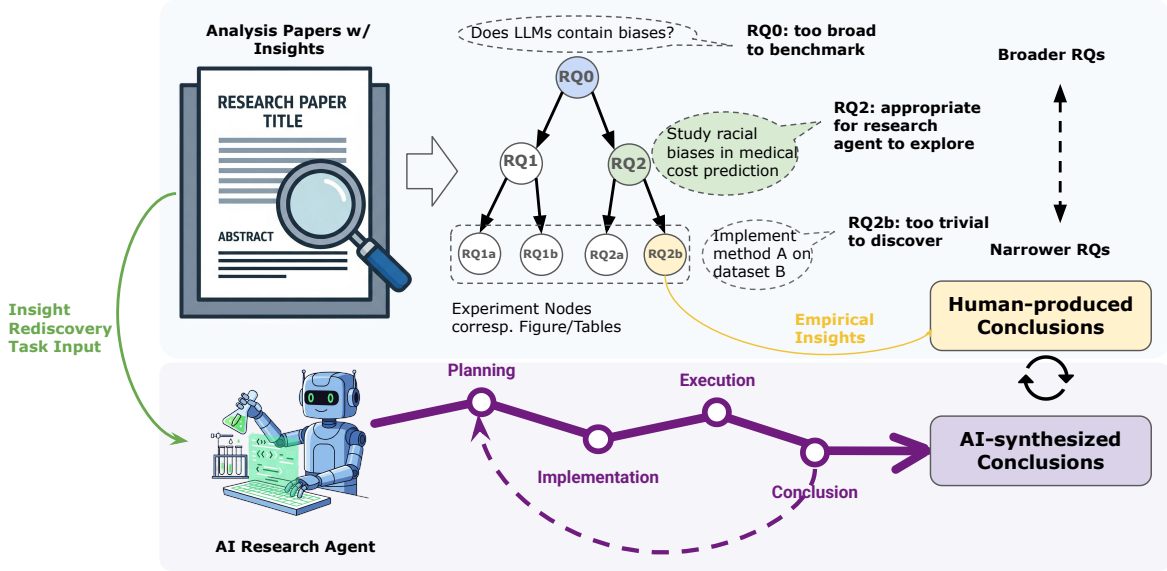 Analysis Papers w/
Insights
RESEARCH PAPER
TITLE
ABSTRACT
Does LLMs contain biases?
RQ0: too broad
to benchmark
RQ0
RQ1
RQ2
Study racial
biases in medical
cost prediction
RQ2: appropriate
for research
agent to explore
Broader RQs
RQ1a
RQ1b
RQ2a
RQ2b
Implement
method A on
dataset B
RQ2b: too trivial
to discover
Narrower RQs
Experiment Nodes
corresp. Figure/Tables
Empirical
Insights
Human-produced
Conclusions
Insight
Rediscovery
Task Input
Planning
Implementation
Execution
Conclusion
AI-synthesized
Conclusions
AI Research Agent